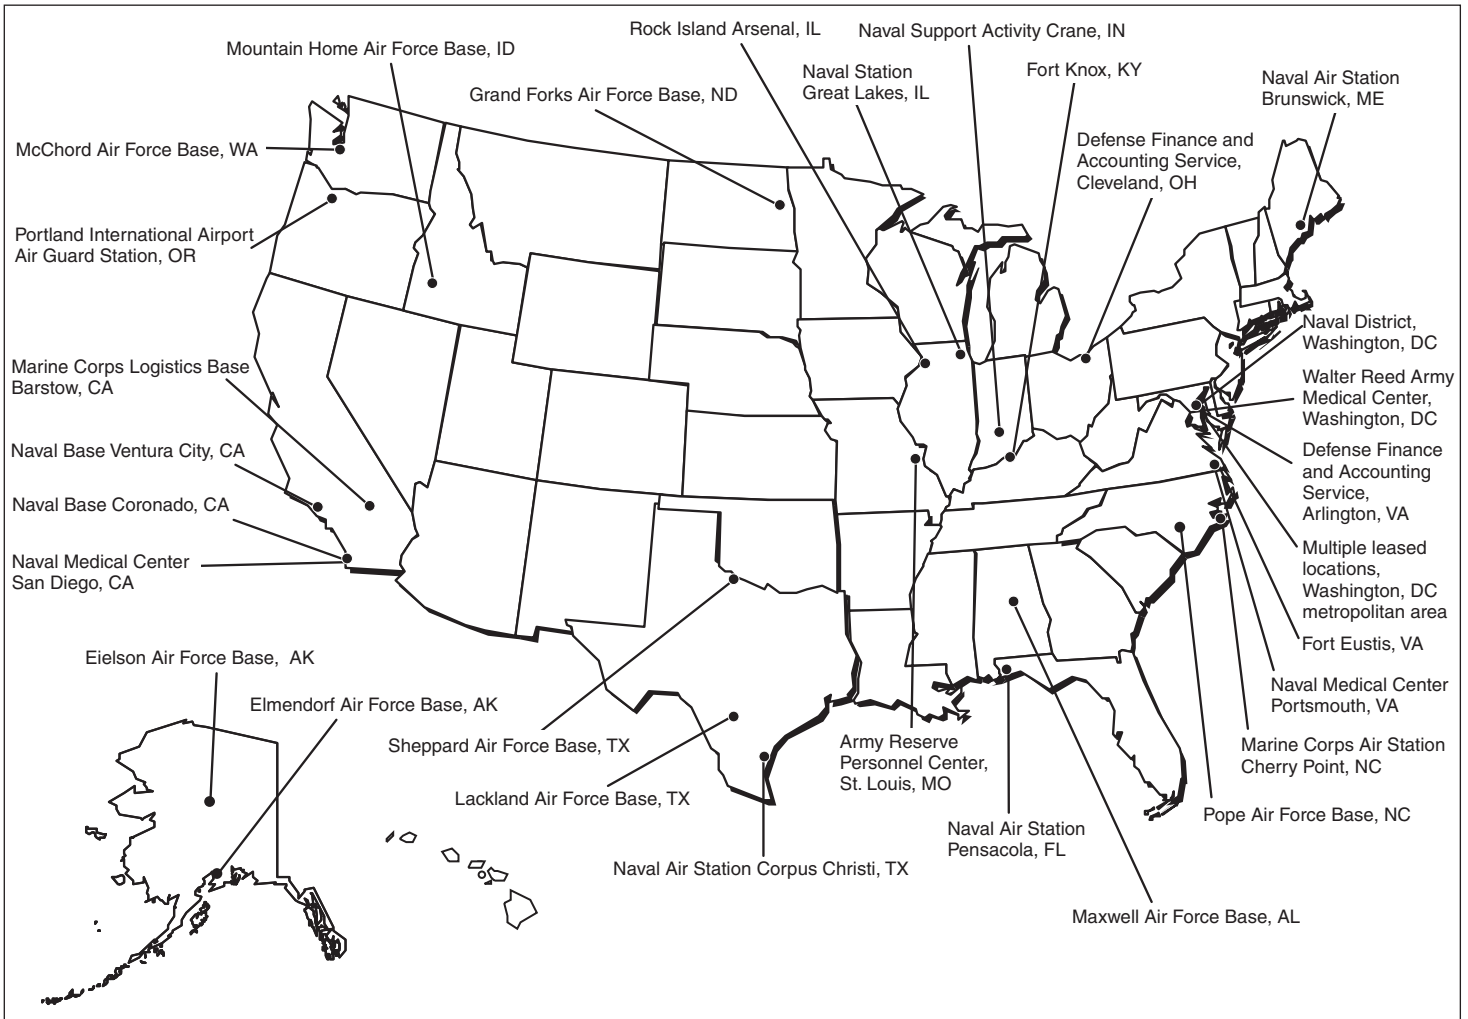 Rock Island Arsenal, IL
Naval Support Activity Crane, IN
Mountain Home Air Force Base, ID
Naval Station
Great Lakes, IL
Fort Knox, KY
Naval Air Station
Brunswick, ME
Grand Forks Air Force Base, ND
McChord Air Force Base, WA
Defense Finance and
Accounting Service,
Cleveland, OH
Portland International Airport
Air Guard Station, OR
Naval District,
Washington, DC
Marine Corps Logistics Base
Barstow, CA
Walter Reed Army
Medical Center,
Washington, DC
Naval Base Ventura City, CA
Defense Finance
and Accounting
Service,
Arlington, VA
Naval Base Coronado, CA
Naval Medical Center
San Diego, CA
Multiple leased
locations,
Washington, DC
metropolitan area
Fort Eustis, VA
Eielson Air Force Base, AK
Elmendorf Air Force Base, AK
Naval Medical Center
Portsmouth, VA
Sheppard Air Force Base, TX
Army Reserve
Personnel Center,
St. Louis, MO
Marine Corps Air Station
Cherry Point, NC
Lackland Air Force Base, TX
Pope Air Force Base, NC
Naval Air Station
Pensacola, FL
Naval Air Station Corpus Christi, TX
Maxwell Air Force Base, AL